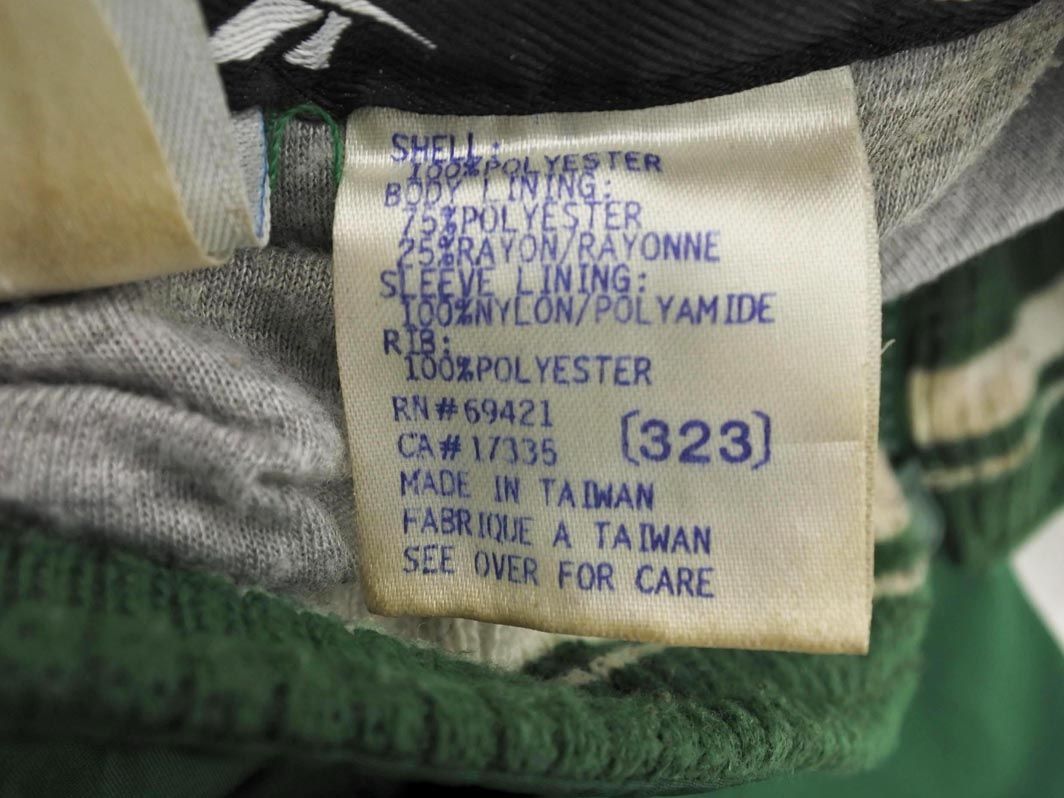 SHELL:
100%POLYESTER
BODY LINING:
75%POLYESTER
25%RAYON/RAYONNE
SLEEVE LINING:
100%NYLON/POLYAMIDE
RIB:
100%POLYESTER
RN#69421
CA#17335 (323)
MADE IN TAIWAN
FABRIQUE A TAIWAN
SEE OVER FOR CARE